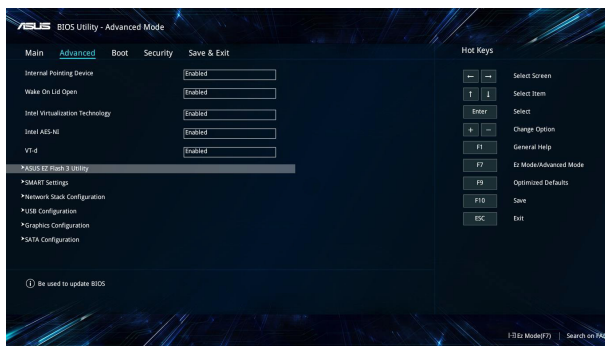 ASUS BIOS Utility - Advanced Mode
Main Advanced Boot Security Save & Exit
Hot Keys
Internal Pointing Device Enabled
Wake On Lid Open Enabled
Intel Virtualization Technology Enabled
Intel AES-NI Enabled
VT-d Enabled
ASUS EZ Flash 3 Utility
SMART Settings
Network Stack Configuration
USB Configuration
Graphics Configuration
SATA Configuration
← → Select Screen
↑ ↓ Select Item
Enter Select
+ - Change Option
F1 General Help
F7 Ez Mode/Advanced Mode
F9 Optimized Defaults
F10 Save
ESC Exit
Be used to update BIOS
Ez Mode(F7) | Search on FA